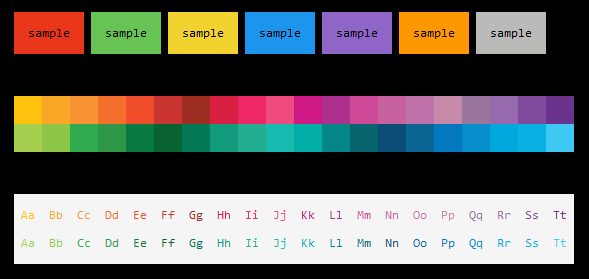 sample sample sample sample sample sample sample
Aa Bb Cc Dd Ee Ff Gg Hh Ii Jj Kk Ll Mm Nn Oo Pp Qq Rr Ss Tt
Aa Bb Cc Dd Ee Ff Gg Hh Ii Jj Kk Ll Mm Nn Oo Pp Qq Rr Ss Tt